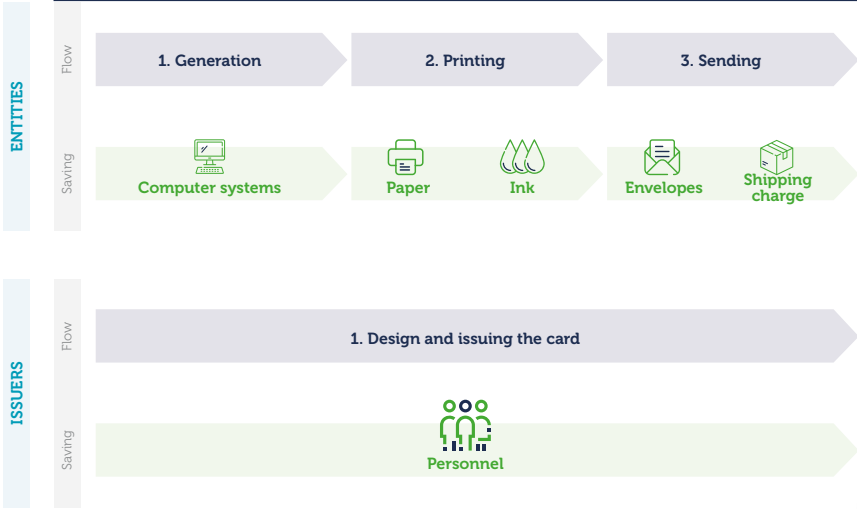 ENTITIES
Flow
1. Generation
2. Printing
3. Sending
Saving
Computer systems
Paper
Ink
Envelopes
Shipping
charge
ISSUERS
Flow
1. Design and issuing the card
Saving
Personnel